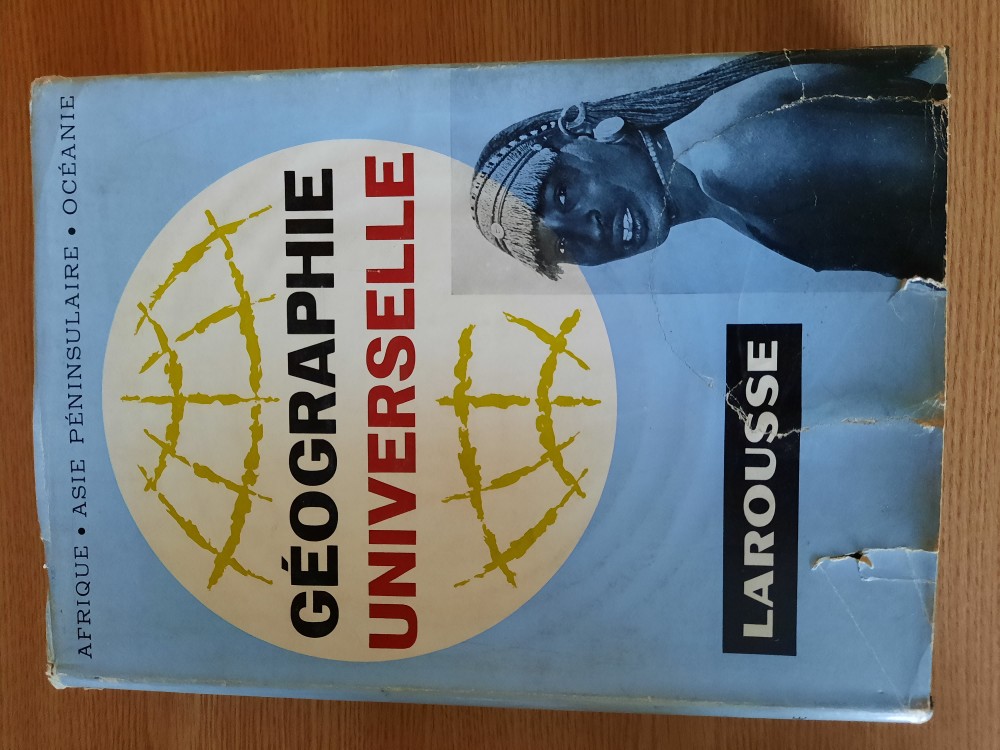 AFRIQUE • ASIE PÉNINSULAIRE • OCÉANIE
GÉOGRAPHIE
UNIVERSELLE
LAROUSSE